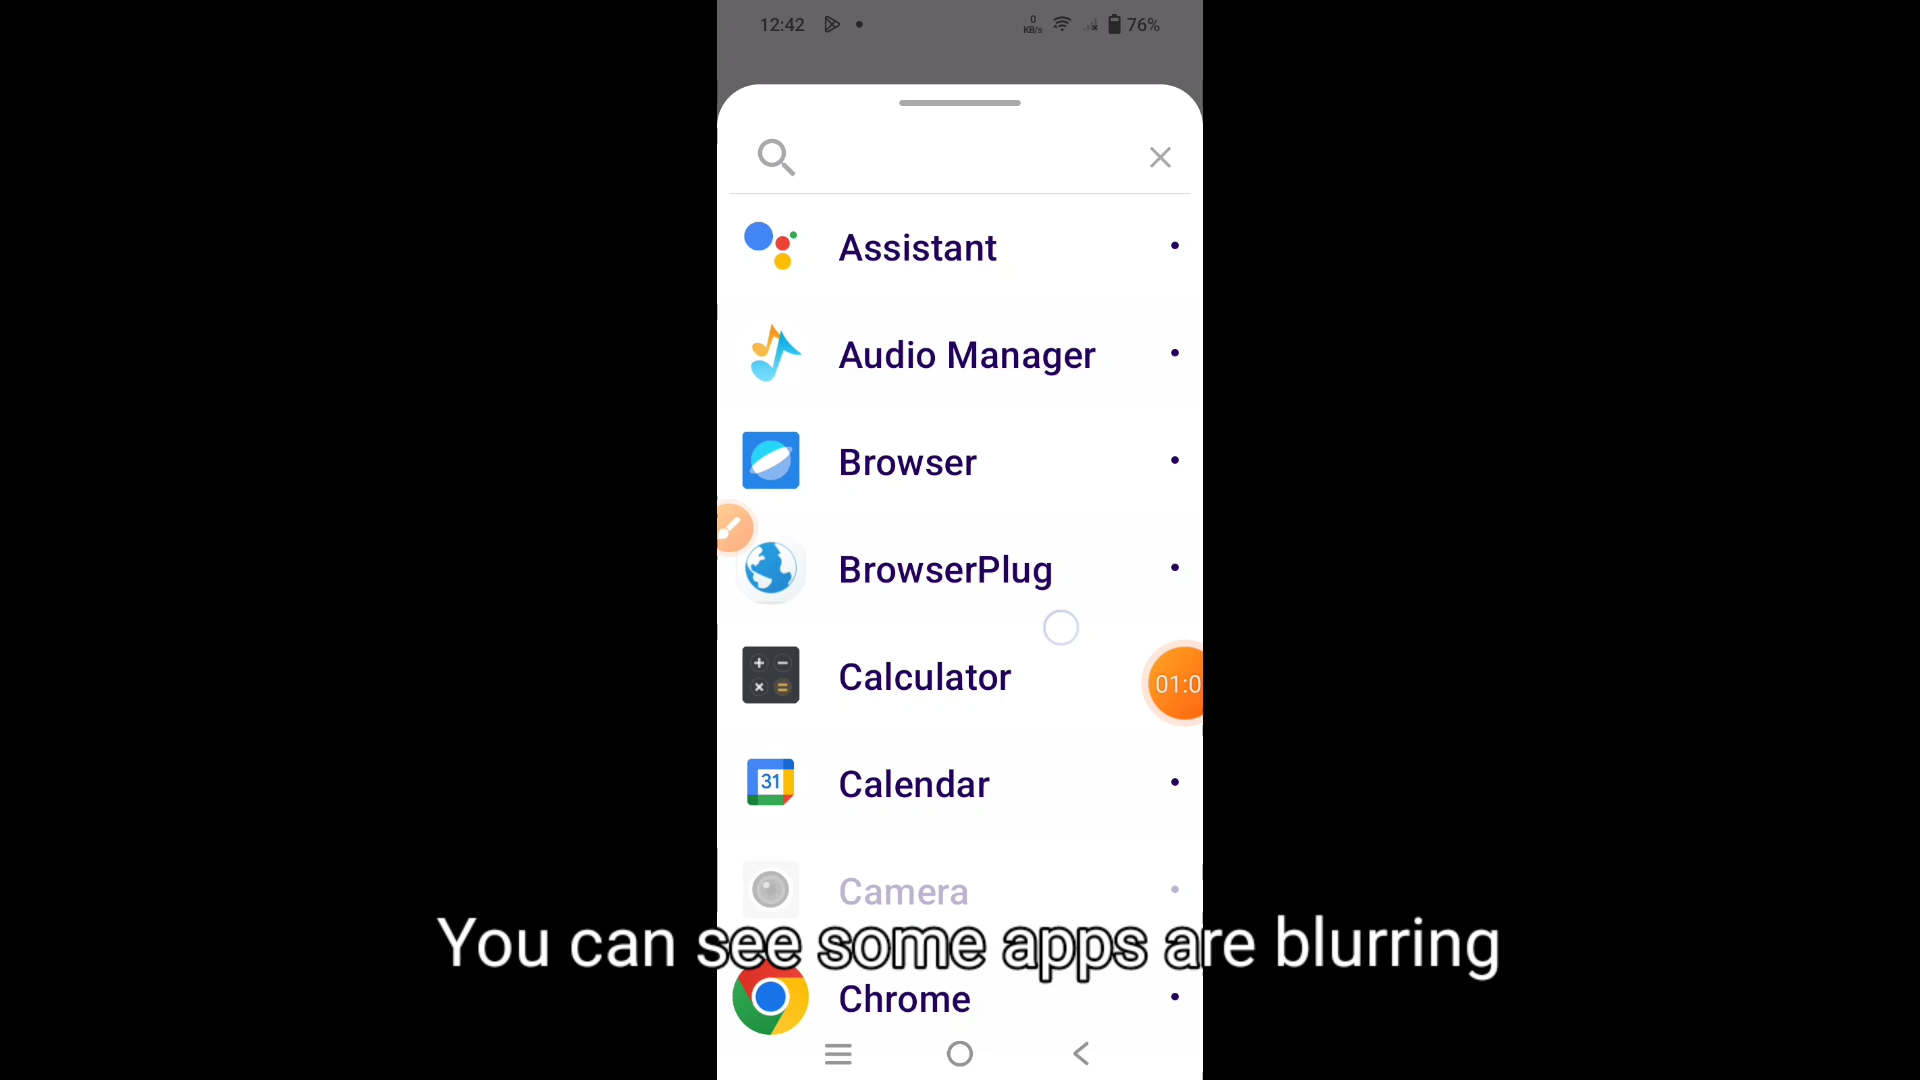 12:42
0
KB/s
76%
Assistant
Audio Manager
Browser
BrowserPlug
Calculator
01:0
31
Calendar
Camera
You can see some apps are blurring
Chrome